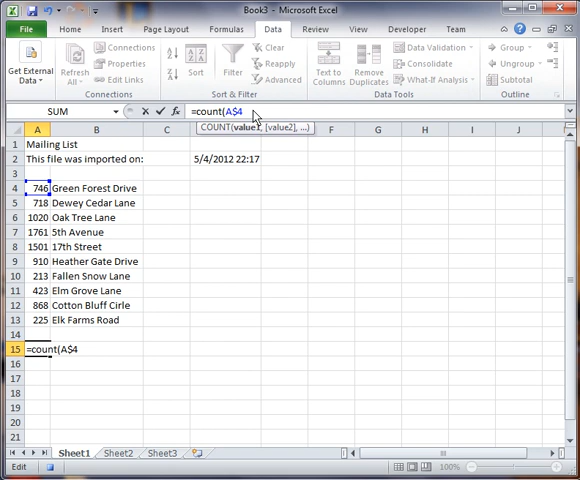 Book3 - Microsoft Excel
File Home Insert Page Layout Formulas Data Review View
Get External Data
Refresh All
Connections
Properties
Edit Links
Connections
Sort
Filter
Clear
Reapply
Advanced
Sort & Filter
Text to Columns
Remove Duplicates
Data Validation
Consolidate
What-If Analysis
Data Tools
Group
Ungroup
Subtotal
Outline
SUM fx =count(A$4
COUNT(value1, [value2], ...)
A B C D E F G H I J
1 Mailing List
2 This file was imported on: 5/4/2012 22:17
3
4 746 Green Forest Drive
5 718 Dewey Cedar Lane
6 1020 Oak Tree Lane
7 1761 5th Avenue
8 1501 17th Street
9 910 Heather Gate Drive
10 213 Fallen Snow Lane
11 423 Elm Grove Lane
12 868 Cotton Bluff Cirle
13 225 Elk Farms Road
14
15 =count(A$4
16
17
18
19
20
21
Sheet1 Sheet2 Sheet3
Edit 100%